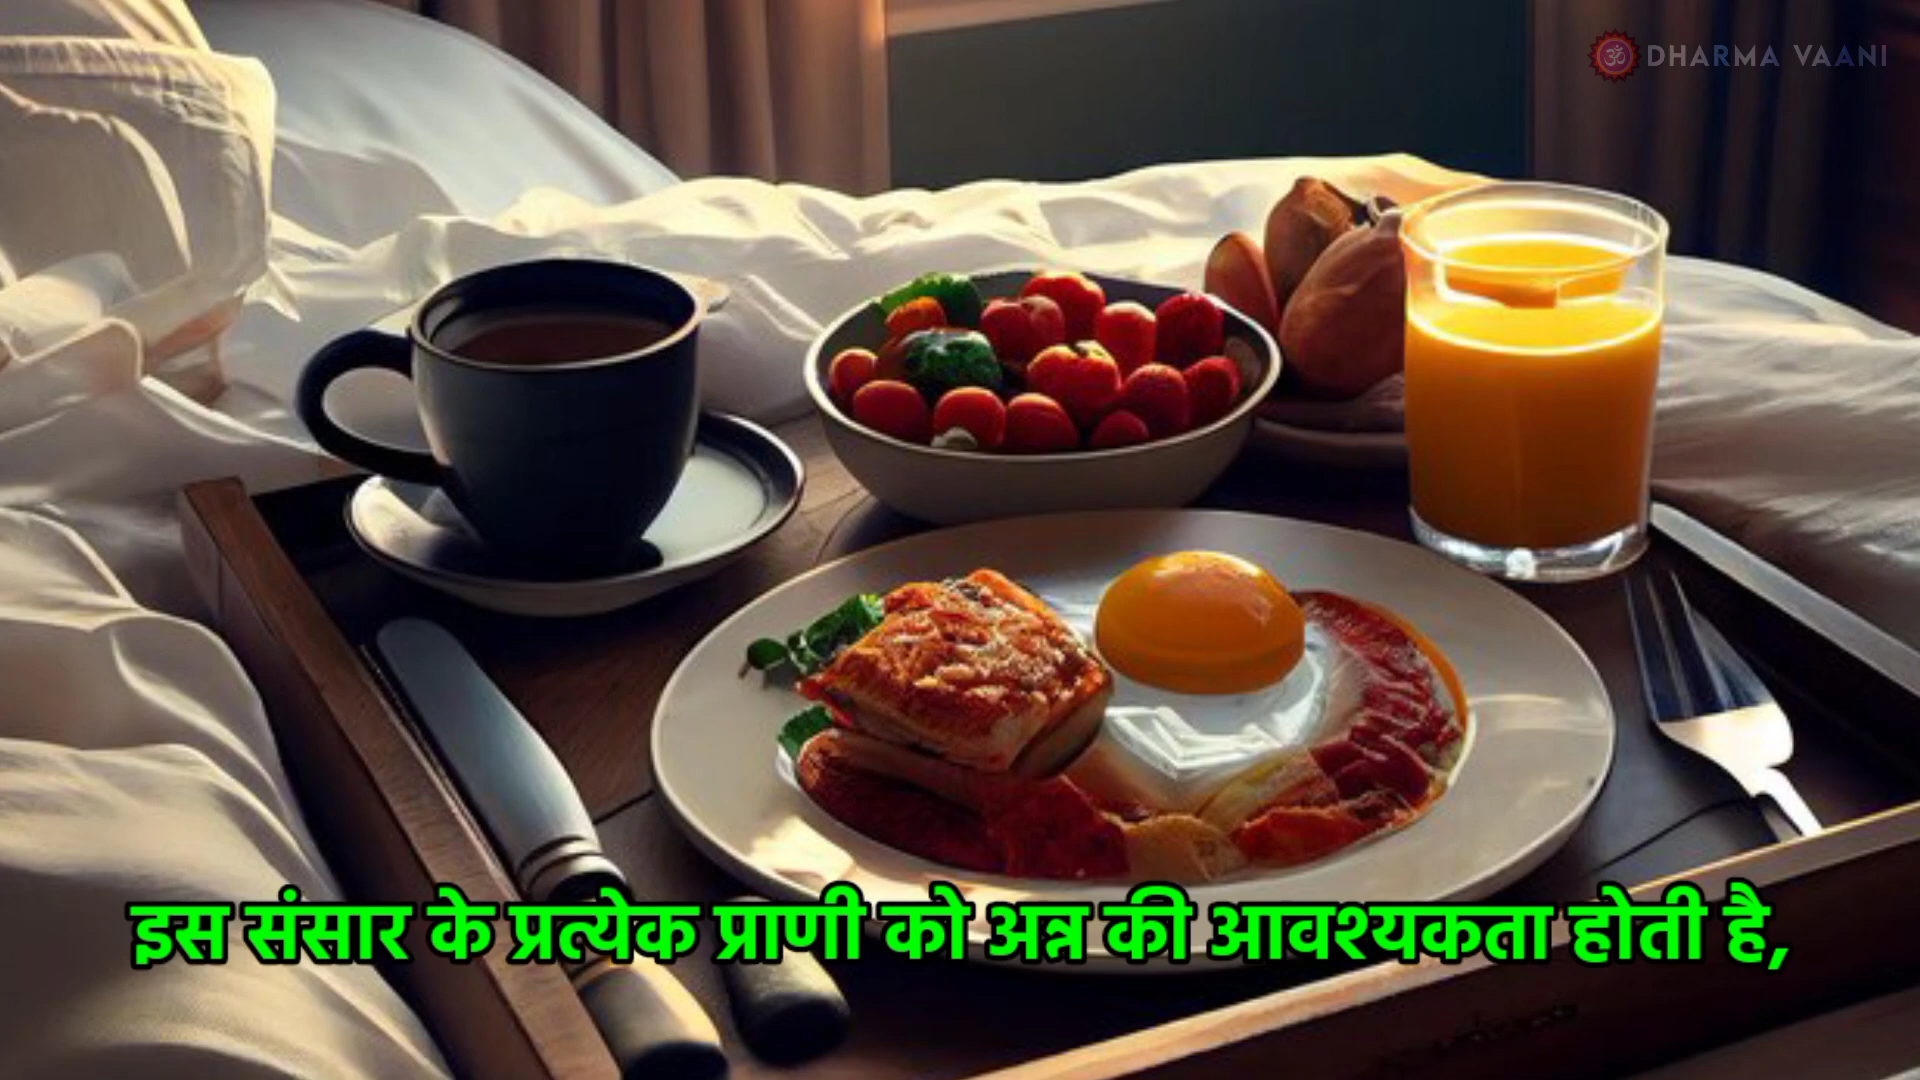 ॐ DHARMA VAANI
इस संसार के प्रत्येक प्राणी को अन्न की आवश्यकता होती है,